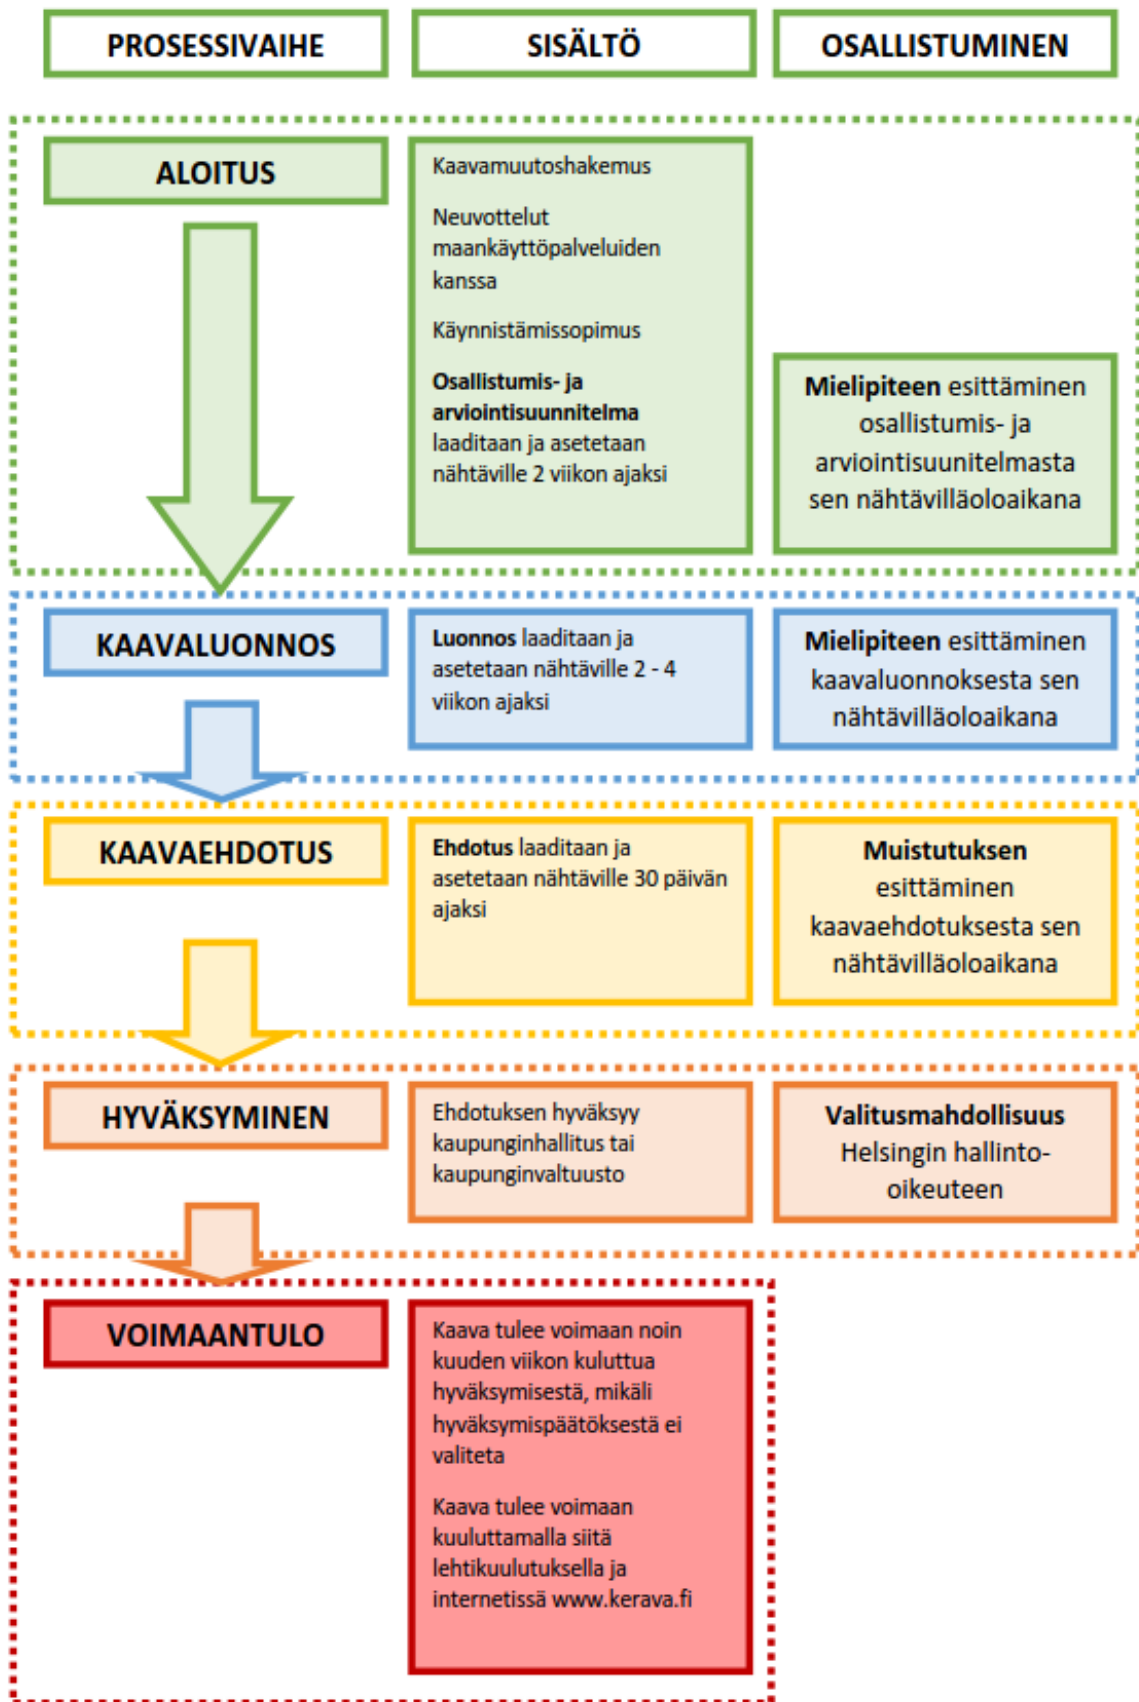 PROSESSIVAIHE
SISÄLTÖ
OSALLISTUMINEN
ALOITUS
Kaavamuutoshakemus
Neuvottelut
maankäyttöpalveluiden
kanssa
Käynnistämissopimus
Osallistumis- ja
arviointisuunnitelma
laaditaan ja asetetaan
nähtäville 2 viikon ajaksi
Mielipiteen esittäminen
osallistumis- ja
arviointisuunitelmasta
sen nähtävilläoloaikana
KAAVALUONNOS
Luonnos laaditaan ja
asetetaan nähtäville 2 - 4
viikon ajaksi
Mielipiteen esittäminen
kaavaluonnoksesta sen
nähtävilläoloaikana
KAAVAEHDOTUS
Ehdotus laaditaan ja
asetetaan nähtäville 30 päivän
ajaksi
Muistutuksen
esittäminen
kaavaehdotuksesta sen
nähtävilläoloaikana
HYVÄKSYMINEN
Ehdotuksen hyväksyy
kaupunginhallitus tai
kaupunginvaltuusto
Valitusmahdollisuus
Helsingin hallinto-
oikeuteen
VOIMAANTULO
Kaava tulee voimaan noin
kuuden viikon kuluttua
hyväksymisestä, mikäli
hyväksymispäätöksestä ei
valiteta
Kaava tulee voimaan
kuuluttamalla siitä
lehtikuulutuksella ja
internetissä www.kerava.fi